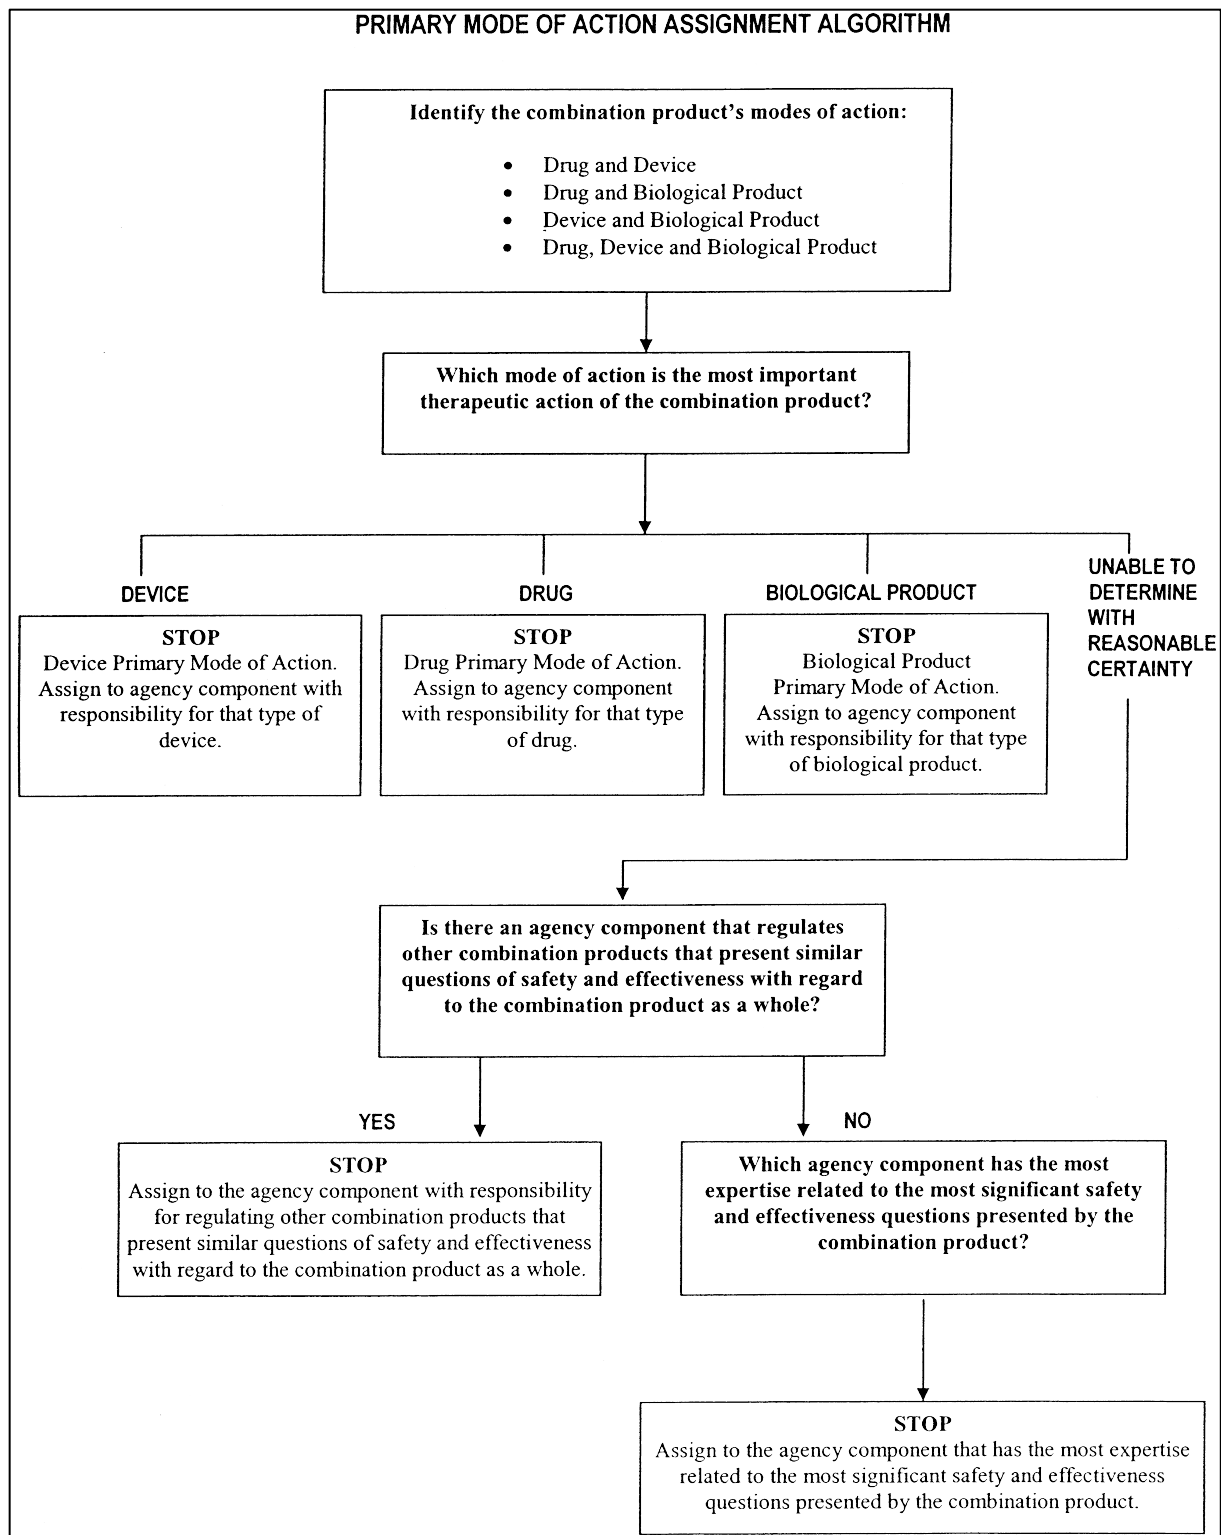 PRIMARY MODE OF ACTION ASSIGNMENT ALGORITHM
Identify the combination product's modes of action:
• Drug and Device
• Drug and Biological Product
• Device and Biological Product
• Drug, Device and Biological Product
Which mode of action is the most important
therapeutic action of the combination product?
DEVICE
STOP
Device Primary Mode of Action.
Assign to agency component with
responsibility for that type of
device.
DRUG
STOP
Drug Primary Mode of Action.
Assign to agency component
with responsibility for that type
of drug.
BIOLOGICAL PRODUCT
STOP
Biological Product
Primary Mode of Action.
Assign to agency component
with responsibility for that type
of biological product.
UNABLE TO
DETERMINE
WITH
REASONABLE
CERTAINTY
Is there an agency component that regulates
other combination products that present similar
questions of safety and effectiveness with regard
to the combination product as a whole?
YES
STOP
Assign to the agency component with responsibility
for regulating other combination products that
present similar questions of safety and effectiveness
with regard to the combination product as a whole.
NO
Which agency component has the most
expertise related to the most significant safety
and effectiveness questions presented by the
combination product?
STOP
Assign to the agency component that has the most expertise
related to the most significant safety and effectiveness
questions presented by the combination product.